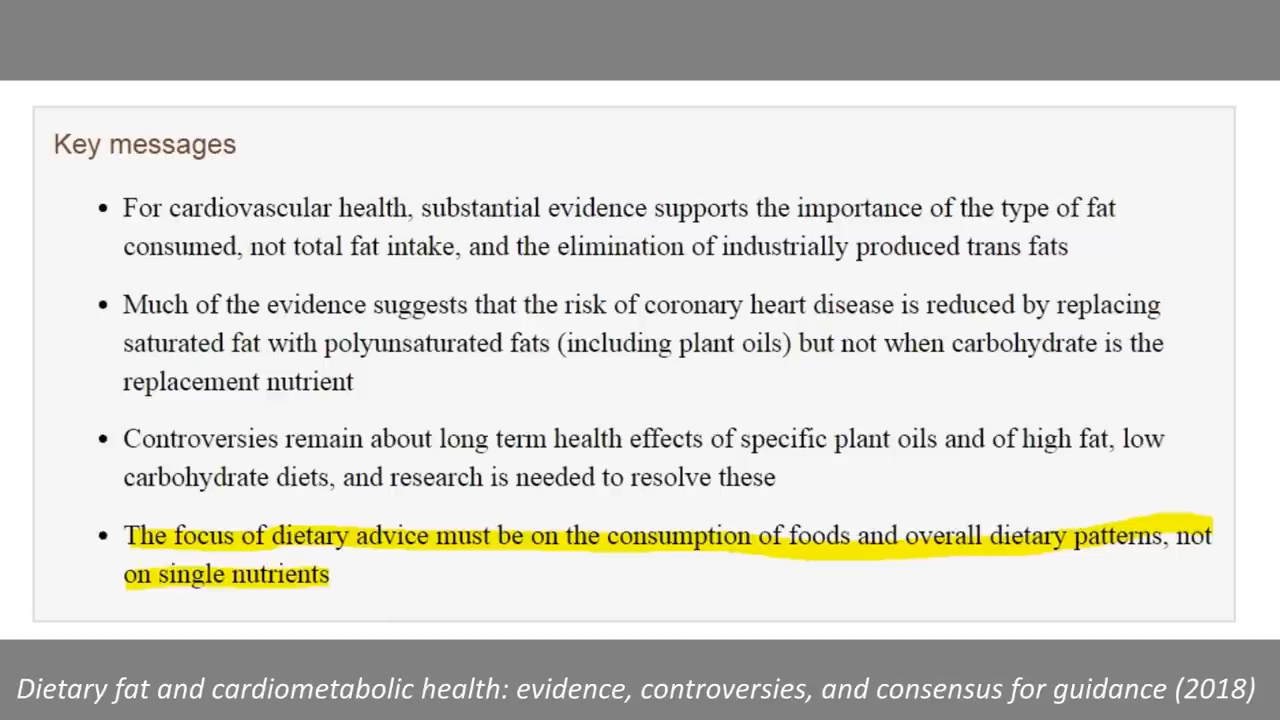 Key messages
• For cardiovascular health, substantial evidence supports the importance of the type of fat
consumed, not total fat intake, and the elimination of industrially produced trans fats
• Much of the evidence suggests that the risk of coronary heart disease is reduced by replacing
saturated fat with polyunsaturated fats (including plant oils) but not when carbohydrate is the
replacement nutrient
• Controversies remain about long term health effects of specific plant oils and of high fat, low
carbohydrate diets, and research is needed to resolve these
• The focus of dietary advice must be on the consumption of foods and overall dietary patterns, not
on single nutrients
Dietary fat and cardiometabolic health: evidence, controversies, and consensus for guidance (2018)